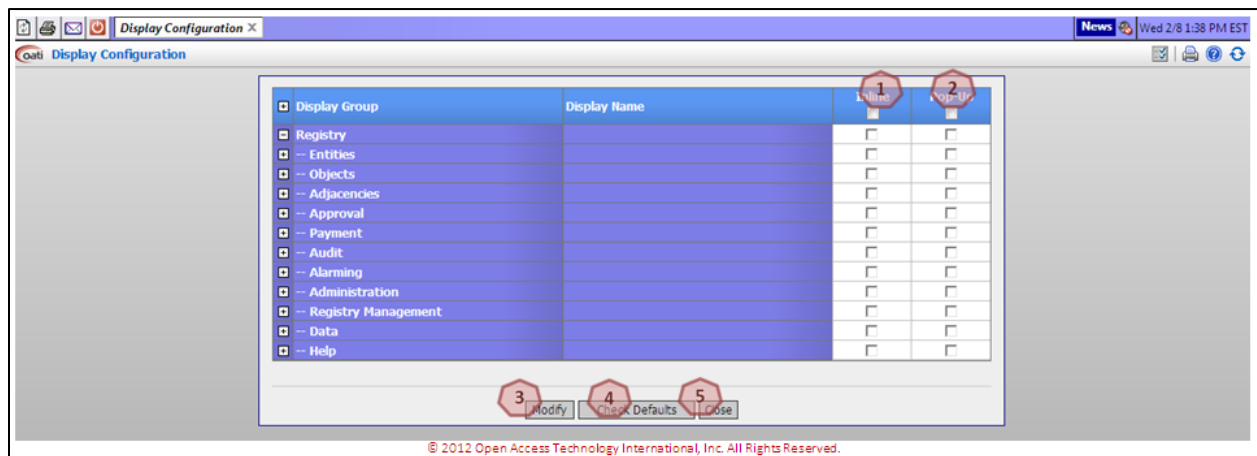 Display Configuration X
News Wed 2/8 1:38 PM EST
oati Display Configuration
Display Group Display Name Inline Pop-Up
1 2
Registry
-- Entities
-- Objects
-- Adjacencies
-- Approval
-- Payment
-- Audit
-- Alarming
-- Administration
-- Registry Management
-- Data
-- Help
3 Modify 4 Check Defaults 5 Close
© 2012 Open Access Technology International, Inc. All Rights Reserved.